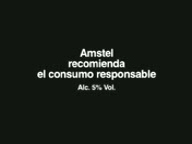 Amstel
recomienda
el consumo responsable
Alc. 5% Vol.